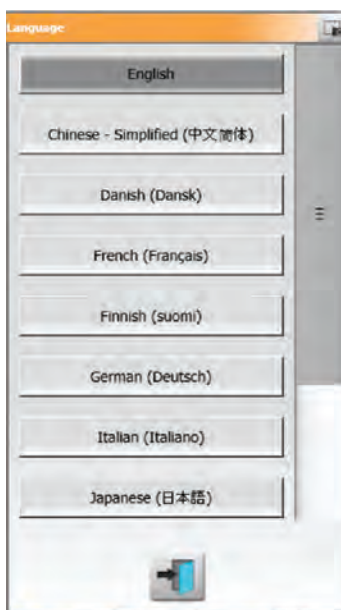 Language
English
Chinese - Simplified (中文简体)
Danish (Dansk)
French (Français)
Finnish (suomi)
German (Deutsch)
Italian (Italiano)
Japanese (日本語)